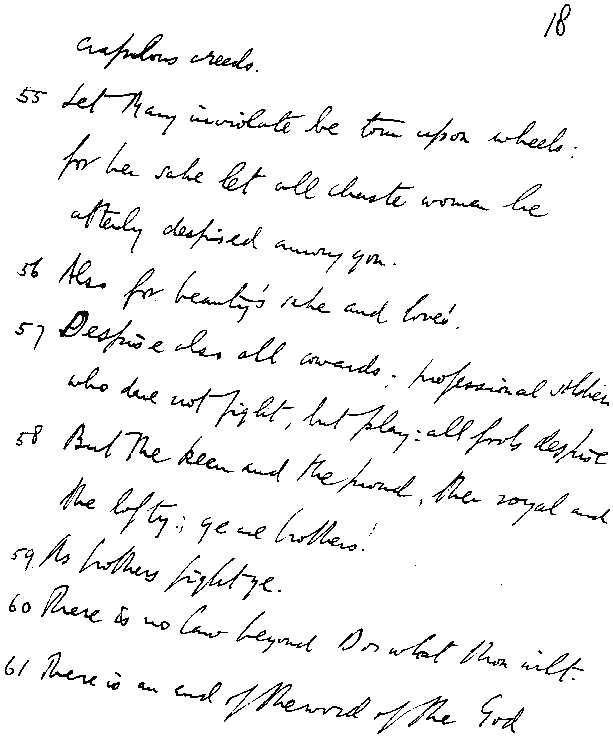 18
crapulous creeds.
55 Let Mary inviolate be torn upon wheels:
for her sake let all chaste women be
utterly despised among you.
56 Also for beauty's sake and love's.
57 Despise also all cowards; professional soldiers
who dare not fight, but play: all fools despise
58 But the keen and the proud, the royal and
the lofty; ye are brothers!
59 As brothers fight ye.
60 There is no law beyond Do what thou wilt.
61 There is an end of the word of the God